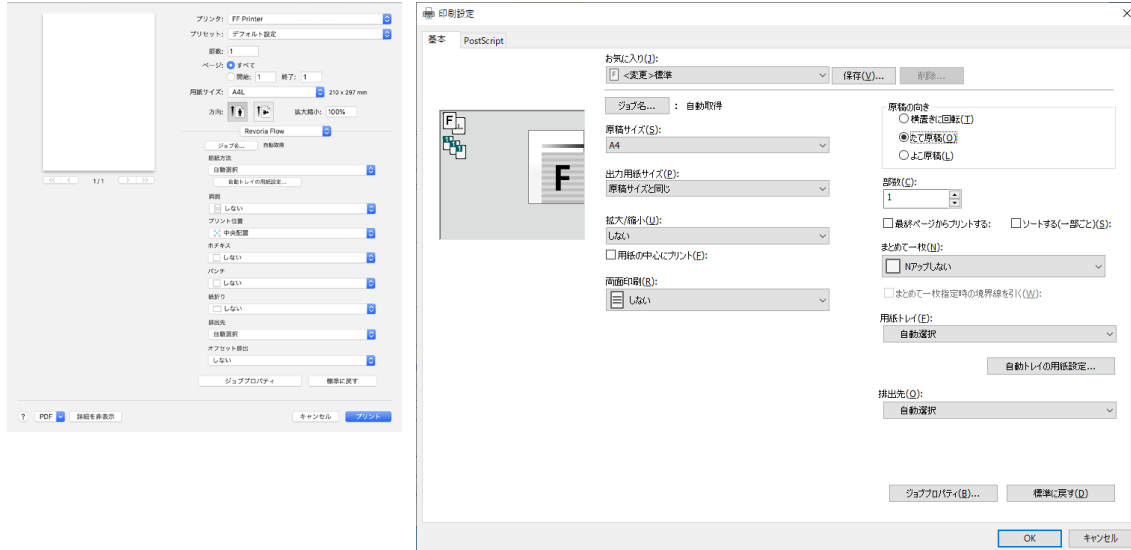 プリンタ: FF Printer
プリセット: デフォルト設定
部数: 1
ページ: すべて
開始: 1 終了: 1
用紙サイズ: A4L 210 x 297 mm
方向: 拡大縮小: 100%
Revoria Flow
ジョブ名... 自動取得
給紙方法
自動選択
自動トレイの用紙設定...
両面
しない
プリント位置
中央配置
ホチキス
しない
パンチ
しない
紙折り
しない
排出先
自動選択
オフセット排出
しない
ジョブプロパティ 標準に戻す
1/1
? PDF 詳細を非表示 キャンセル プリント
印刷設定
基本 PostScript
お気に入り(J):
F <変更>標準 保存(V)... 削除...
ジョブ名... : 自動取得
原稿サイズ(S):
A4
出力用紙サイズ(P):
原稿サイズと同じ
拡大/縮小(U):
しない
用紙の中心にプリント(E):
両面印刷(R):
しない
F
F
原稿の向き
横置きに回転(T)
たて原稿(O)
よこ原稿(L)
部数(C):
1
最終ページからプリントする: ソートする(一部ごと)(S):
まとめて一枚(N):
Nアップしない
まとめて一枚指定時の境界線を引く(W):
用紙トレイ(F):
自動選択
自動トレイの用紙設定...
排出先(O):
自動選択
ジョブプロパティ(B)... 標準に戻す(D)
OK キャンセル